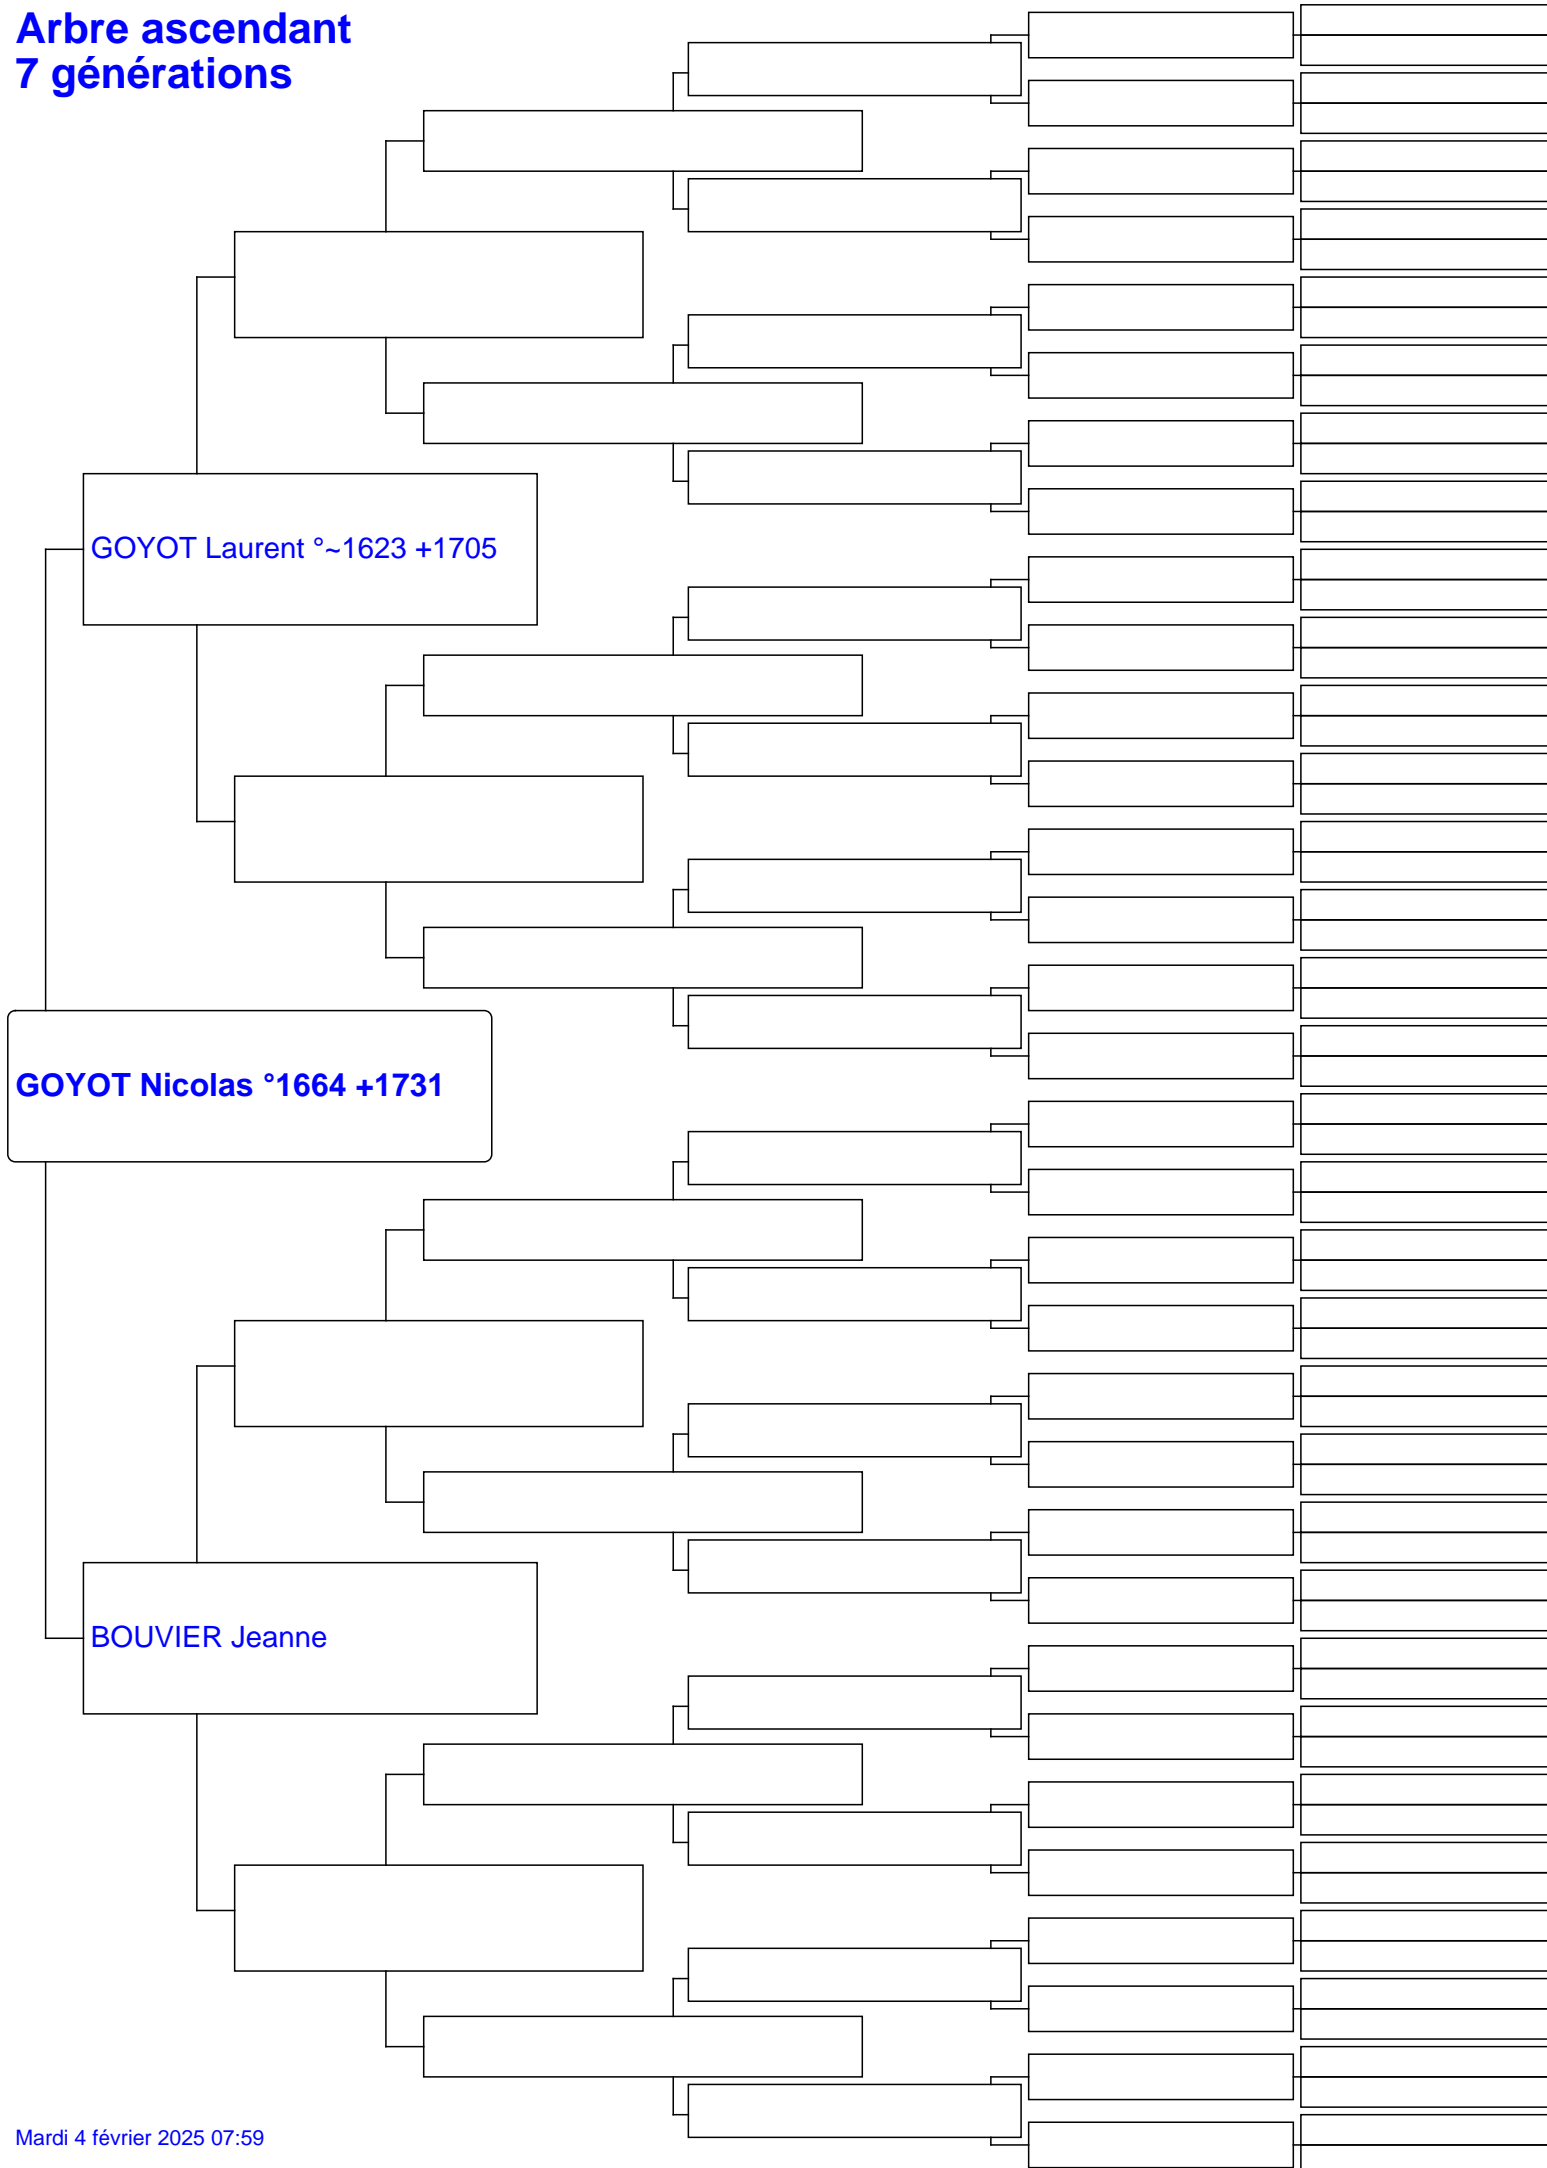 Arbre ascendant
7 générations
GOYOT Laurent °~1623 +1705
GOYOT Nicolas °1664 +1731
BOUVIER Jeanne
Mardi 4 février 2025 07:59